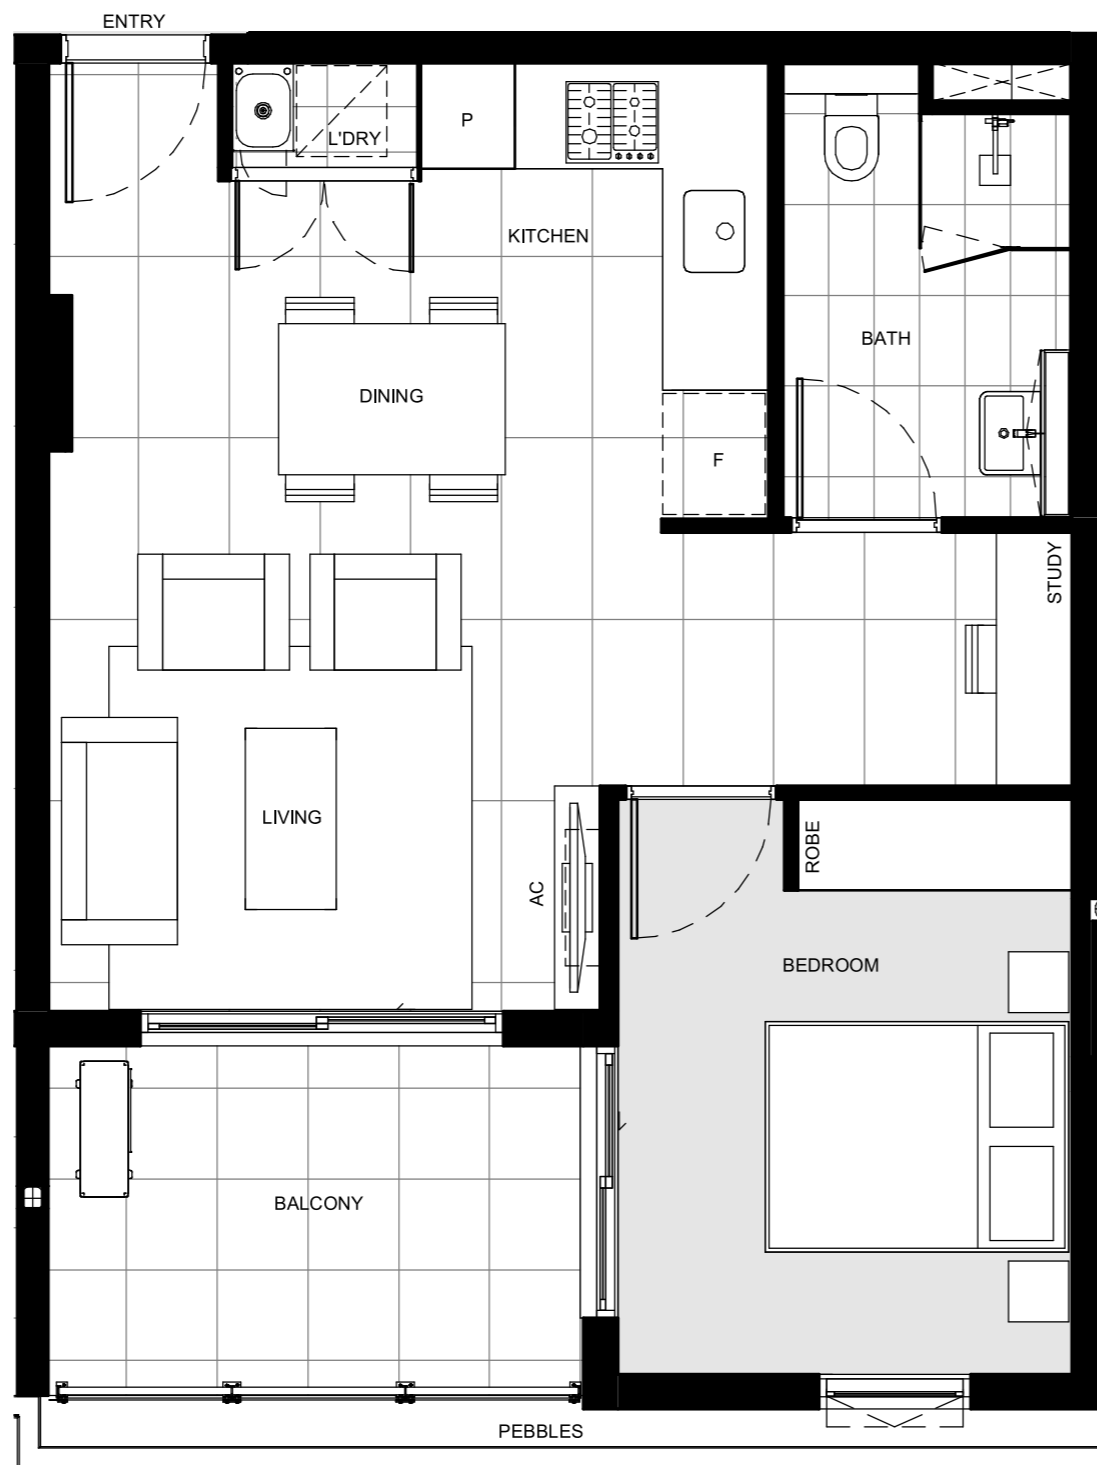 ENTRY
L'DRY
P
KITCHEN
BATH
DINING
F
STUDY
LIVING
AC
ROBE
BEDROOM
BALCONY
PEBBLES